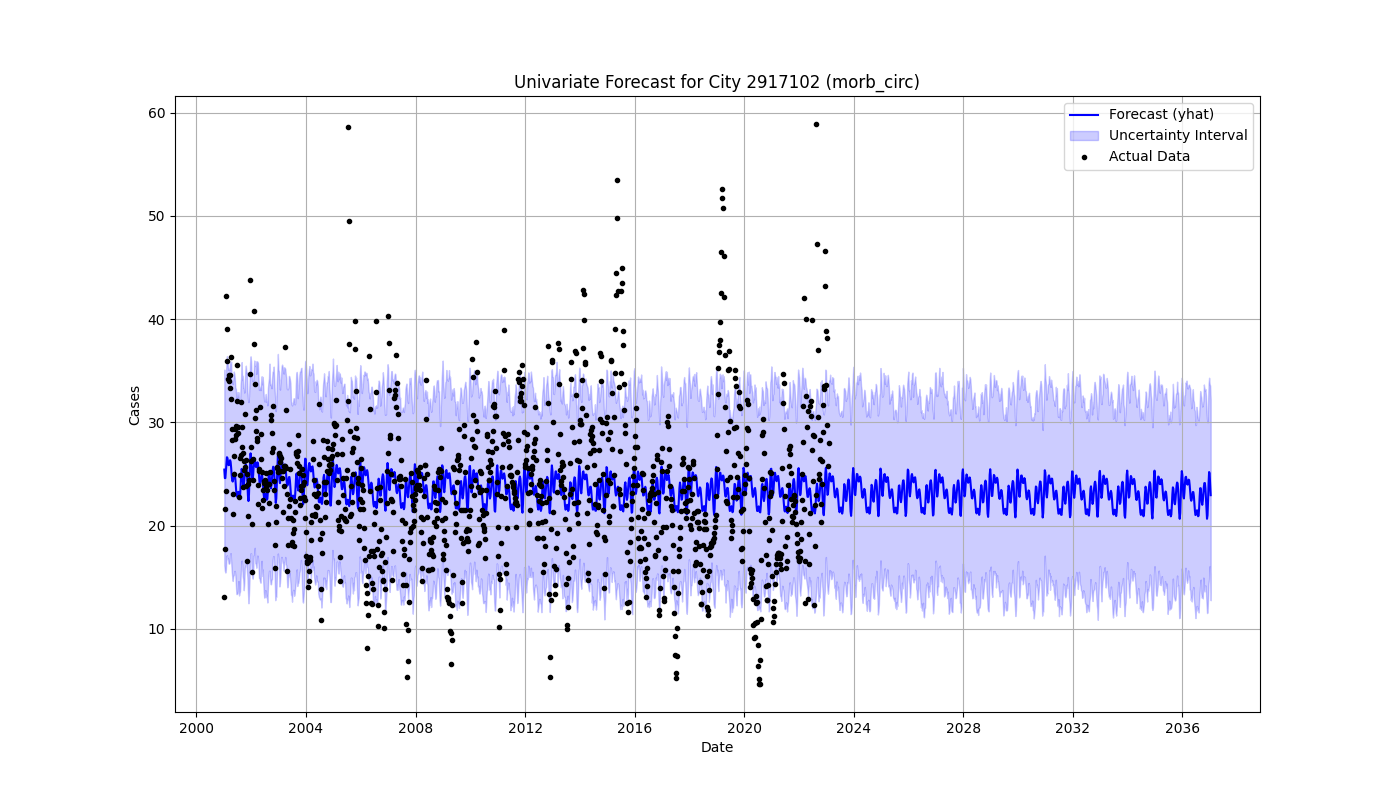 Univariate Forecast for City 2917102 (morb_circ)
Forecast (yhat)
Uncertainty Interval
Actual Data
60
50
40
30
20
10
Cases
2000 2004 2008 2012 2016 2020 2024 2028 2032 2036
Date